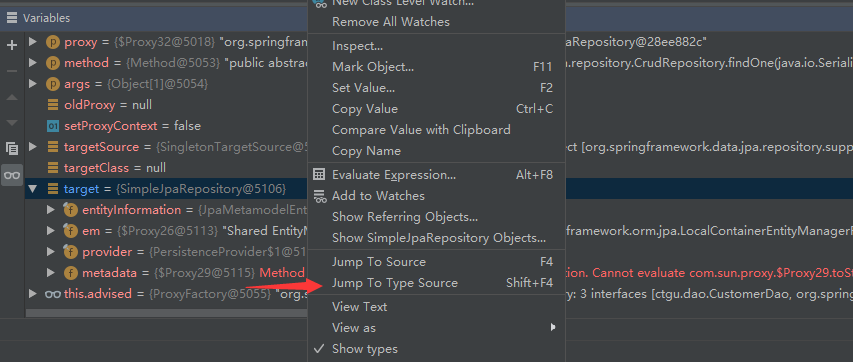 Variables
New Class Level Watch...
Remove All Watches
Inspect...
Mark Object... F11
Set Value... F2
Copy Value Ctrl+C
Compare Value with Clipboard
Copy Name
Evaluate Expression... Alt+F8
Add to Watches
Show Referring Objects...
Show SimpleJpaRepository Objects...
Jump To Source F4
Jump To Type Source Shift+F4
View Text
View as
Show types
proxy = {$Proxy32@5018} "org.springfram
aRepository@28ee882c"
method = {Method@5053} "public abstrac
.repository.CrudRepository.findOne(java.io.Seriali
args = {Object[1]@5054}
oldProxy = null
setProxyContext = false
targetSource = {SingletonTargetSource@5
ect [org.springframework.data.jpa.repository.supp
targetClass = null
target = {SimpleJpaRepository@5106}
entityInformation = {JpaMetamodelEnt
em = {$Proxy26@5113} "Shared EntityM
framework.orm.jpa.LocalContainerEntityManagerF
provider = {PersistenceProvider$1@51
metadata = {$Proxy29@5115} Method
tion. Cannot evaluate com.sun.proxy.$Proxy29.toSt
this.advised = {ProxyFactory@5055} "org.s
ry: 3 interfaces [ctgu.dao.CustomerDao, org.spring